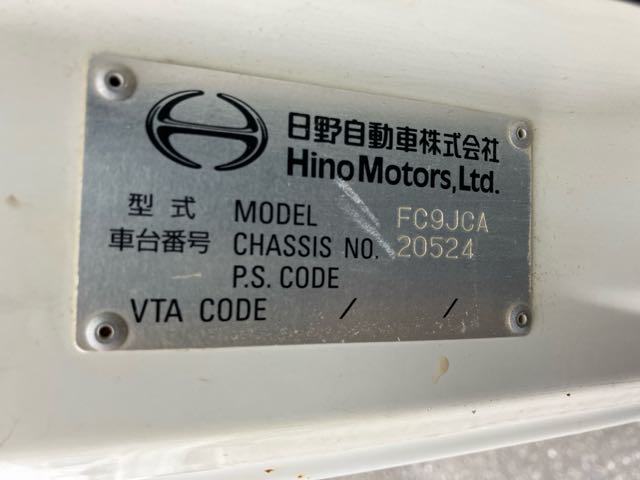 日野自動車株式会社
Hino Motors, Ltd.
型式 MODEL FC9JCA
車台番号 CHASSIS NO. 20524
P.S. CODE
VTA CODE / /